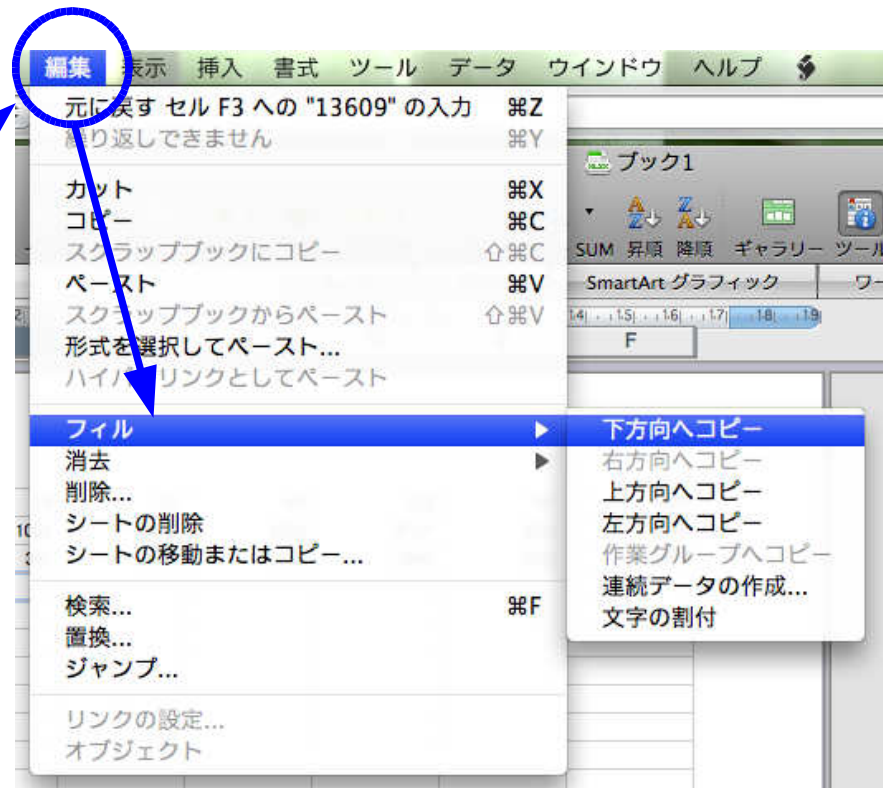 編集 表示 挿入 書式 ツール データ ウインドウ ヘルプ
元に戻す セル F3 への "13609" の入力 ⌘Z
繰り返しできません ⌘Y
カット ⌘X
コピー ⌘C
スクラップブックにコピー ⇧⌘C
ペースト ⌘V
スクラップブックからペースト ⇧⌘V
形式を選択してペースト...
ハイパーリンクとしてペースト
フィル ▶
消去 ▶
削除...
シートの削除
シートの移動またはコピー...
検索... ⌘F
置換...
ジャンプ...
リンクの設定...
オブジェクト
ブック1
SUM 昇順 降順 ギャラリー ツール
SmartArt グラフィック
14 15 16 17 18 19
F
下方向へコピー
右方向へコピー
上方向へコピー
左方向へコピー
作業グループへコピー
連続データの作成...
文字の割付